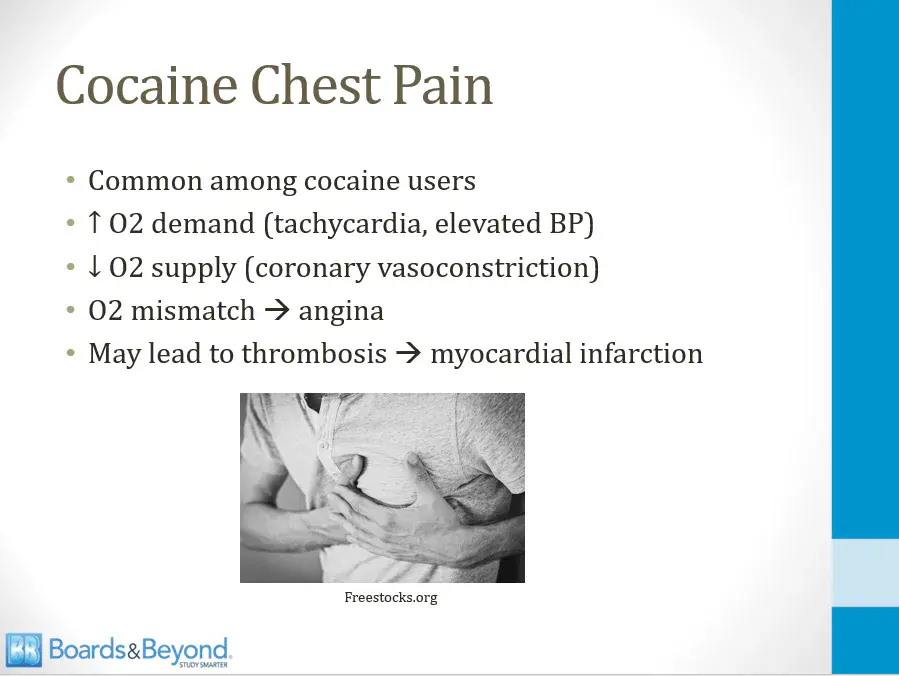 Cocaine Chest Pain
• Common among cocaine users
• ↑ O2 demand (tachycardia, elevated BP)
• ↓ O2 supply (coronary vasoconstriction)
• O2 mismatch → angina
• May lead to thrombosis → myocardial infarction
Freestocks.org
BB Boards&Beyond.
STUDY SMARTER